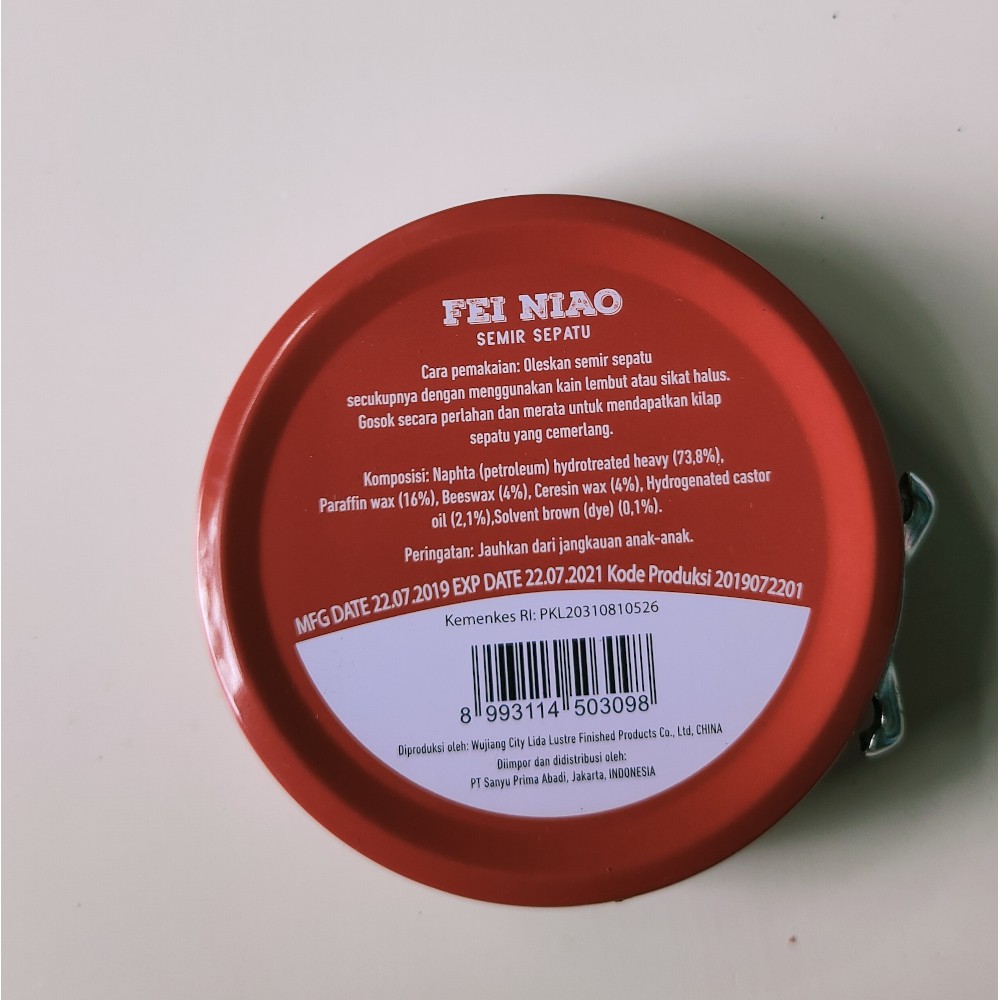 FEI NIAO
SEMIR SEPATU
Cara pemakaian: Oleskan semir sepatu
secukupnya dengan menggunakan kain lembut atau sikat halus.
Gosok secara perlahan dan merata untuk mendapatkan kilap
sepatu yang cemerlang.
Komposisi: Naphta (petroleum) hydrotreated heavy (73,8%),
Paraffin wax (16%), Beeswax (4%), Ceresin wax (4%), Hydrogenated castor
oil (2,1%),Solvent brown (dye) (0,1%).
Peringatan: Jauhkan dari jangkauan anak-anak.
MFG DATE 22.07.2019 EXP DATE 22.07.2021 Kode Produksi 2019072201
Kemenkes RI: PKL20310810526
8 993114 503098
Diproduksi oleh: Wujiang City Lida Lustre Finished Products Co., Ltd, CHINA
Diimpor dan didistribusi oleh:
PT Sanyu Prima Abadi, Jakarta, INDONESIA